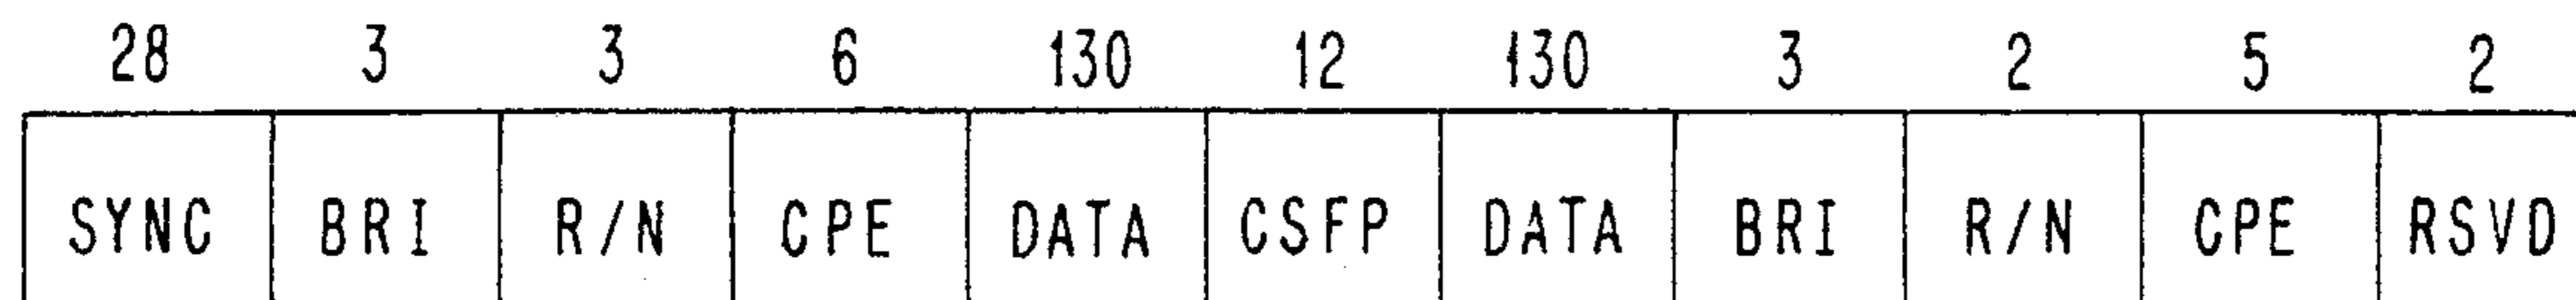 28 3 3 6 130 12 130 3 2 5 2
SYNC BRI R/N CPE DATA CSFP DATA BRI R/N CPE RSVD